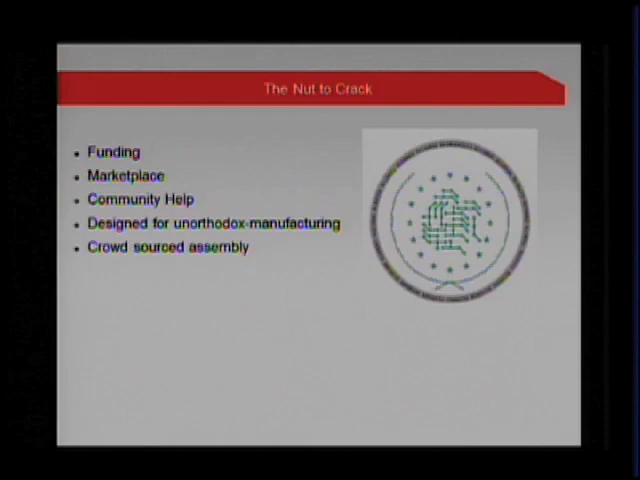 The Nut to Crack
Funding
Marketplace
Community Help
Designed for unorthodox-manufacturing
Crowd sourced assembly